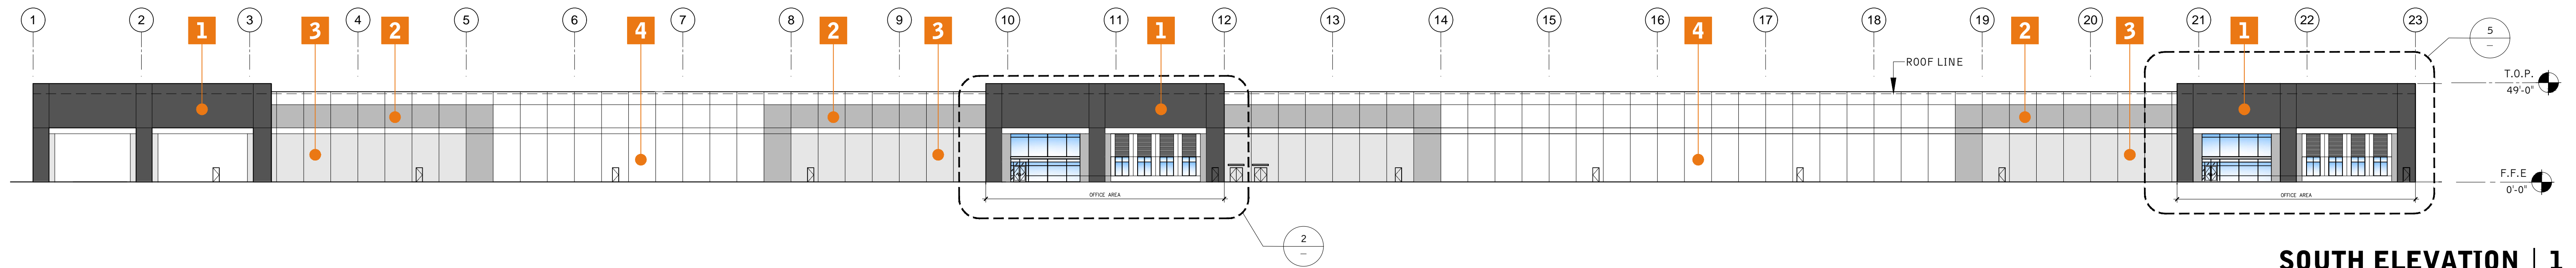 1 2 3 4 5 6 7 8 9 10 11 12 13 14 15 16 17 18 19 20 21 22 23
1 3 2 4 2 3 1 4 2 3 1
5
–
ROOF LINE
T.O.P.
49'-0"
F.F.E
0'-0"
OFFICE AREA OFFICE AREA
2
–
SOUTH ELEVATION | 1